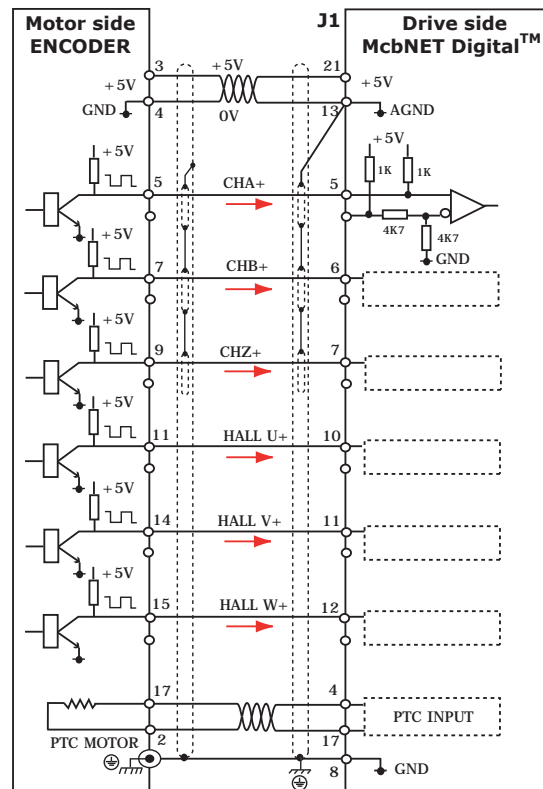 Motor side
ENCODER
J1
Drive side
McbNET Digital™
3
+5V
21
+5V
+5V
GND
4
0V
13
AGND
+5V
+5V
5
CHA+
5
1K
1K
4K7
4K7
GND
+5V
7
CHB+
6
+5V
9
CHZ+
7
+5V
11
HALL U+
10
+5V
14
HALL V+
11
+5V
15
HALL W+
12
17
4
PTC INPUT
PTC MOTOR
2
17
8
GND